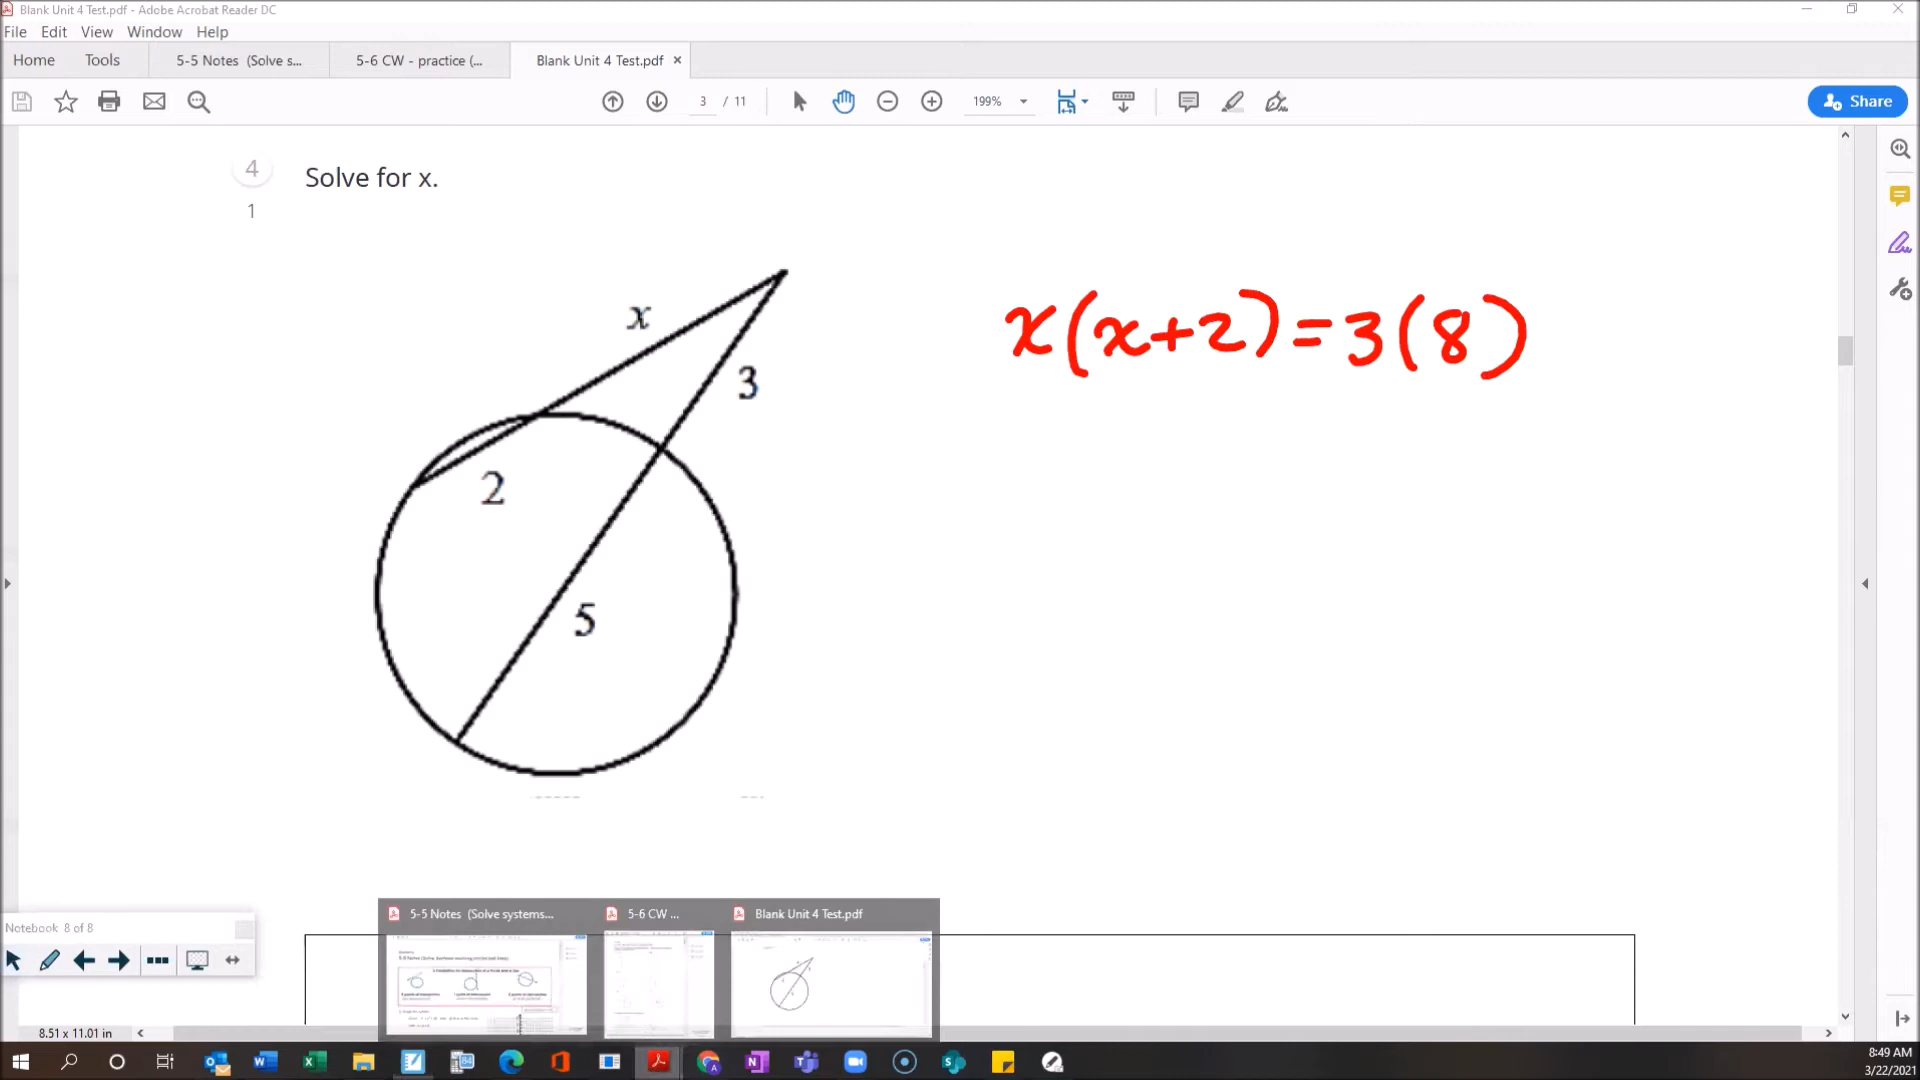 Blank Unit 4 Test.pdf - Adobe Acrobat Reader DC
File Edit View Window Help
Home Tools 5-5 Notes (Solve s... 5-6 CW - practice (... Blank Unit 4 Test.pdf ×
3 / 11 199% Share
4 Solve for x.
1
x
3
2
5
x(x+2)=3(8)
Notebook 8 of 8
5-5 Notes (Solve systems... 5-6 CW ... Blank Unit 4 Test.pdf
8.51 x 11.01 in
8:49 AM
3/22/2021